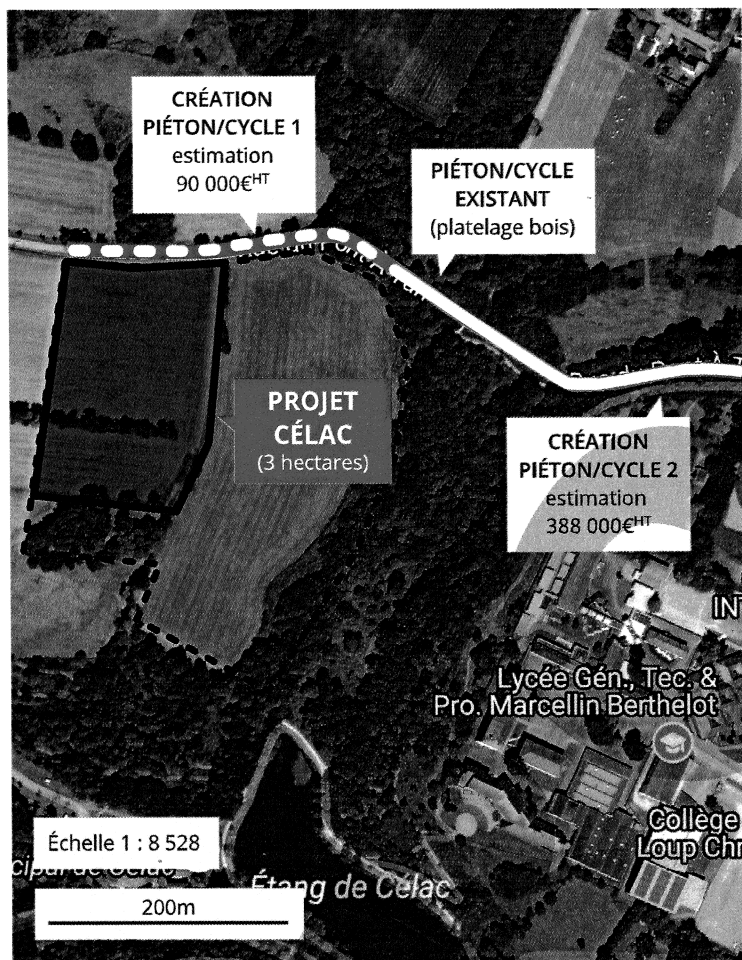 CRÉATION
PIÉTON/CYCLE 1
estimation
90 000€HT
PIÉTON/CYCLE
EXISTANT
(platelage bois)
PROJET
CÉLAC
(3 hectares)
CRÉATION
PIÉTON/CYCLE 2
estimation
388 000€HT
Lycée Gén., Tec. &
Pro. Marcellin Berthelot
Collège
Loup
Échelle 1 : 8 528
Étang de Célac
200m